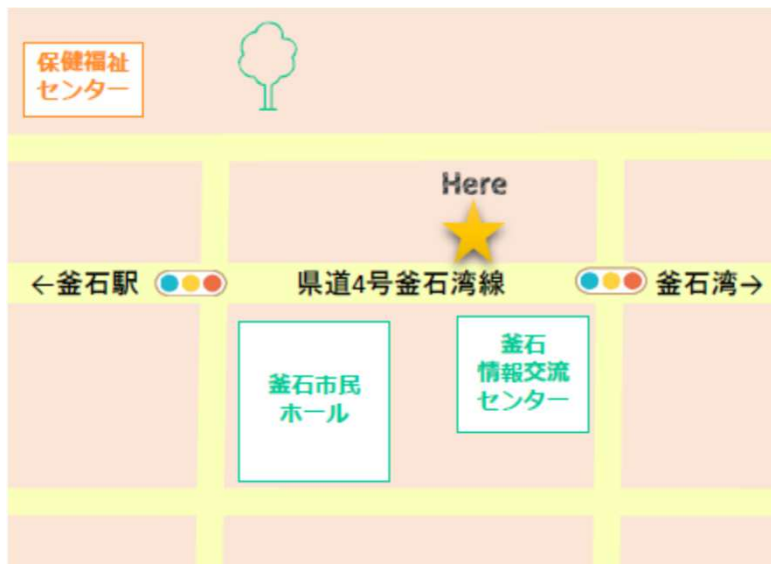 保健福祉
センター
Here
←釜石駅
県道4号釜石湾線
釜石湾→
釜石市民
ホール
釜石
情報交流
センター